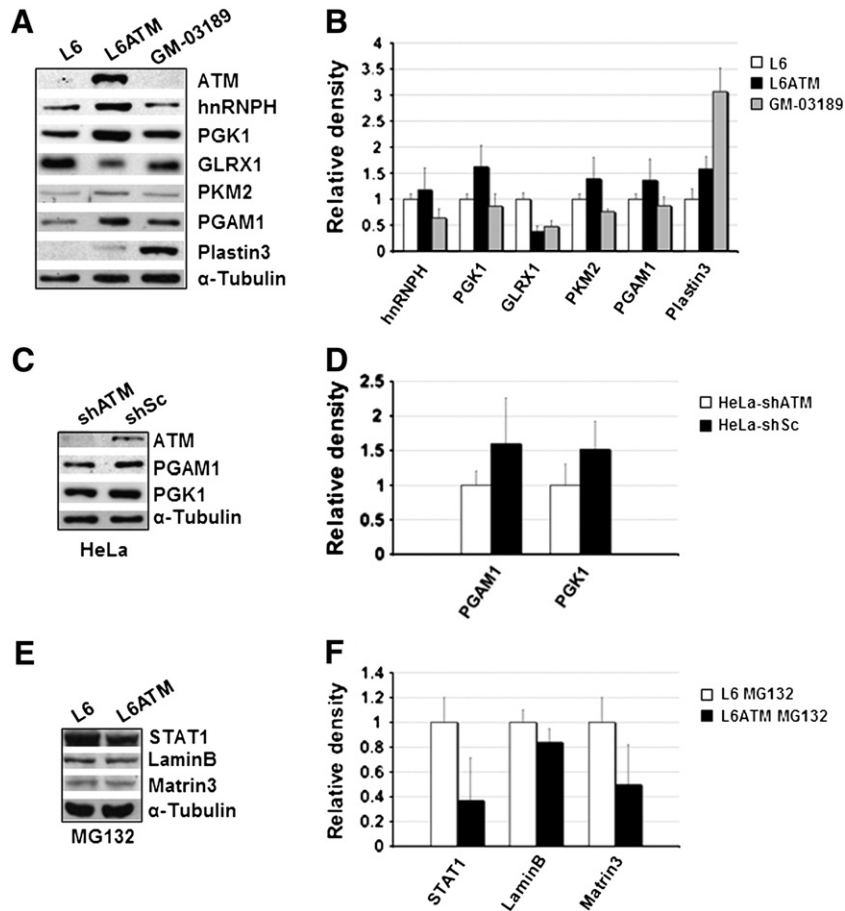 A
L6 L6ATM GM-03189
ATM
hnRNPH
PGK1
GLRX1
PKM2
PGAM1
Plastin3
α-Tubulin
B
Relative density
4
3.5
3
2.5
2
1.5
1
0.5
0
hnRNPH PGK1 GLRX1 PKM2 PGAM1 Plastin3
L6
L6ATM
GM-03189
C
shATM shSc
ATM
PGAM1
PGK1
α-Tubulin
HeLa
D
Relative density
2.5
2
1.5
1
0.5
0
PGAM1 PGK1
HeLa-shATM
HeLa-shSc
E
L6 L6ATM
STAT1
LaminB
Matrin3
α-Tubulin
MG132
F
Relative density
1.4
1.2
1
0.8
0.6
0.4
0.2
0
STAT1 LaminB Matrin3
L6 MG132
L6ATM MG132